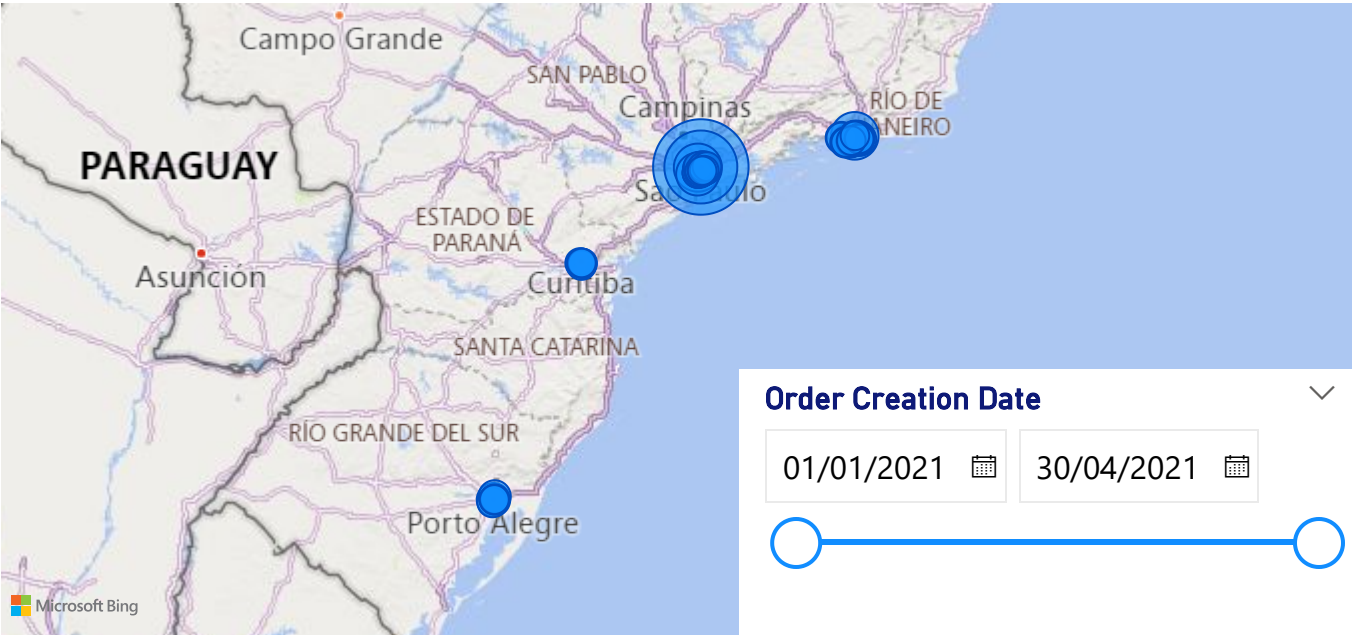 Campo Grande
SAN PABLO
Campinas
RÍO DE
ANEIRO
PARAGUAY
ESTADO DE
PARANÁ
Asunción
Curitiba
SANTA CATARINA
RÍO GRANDE DEL SUR
Porto Alegre
Order Creation Date
01/01/2021
30/04/2021
Microsoft Bing